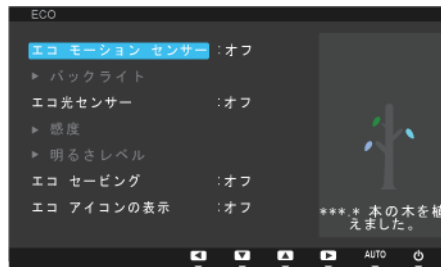 ECO
エコ モーション センサー :オフ
▶ バックライト
エコ光センサー :オフ
▶ 感度
▶ 明るさレベル
エコ セービング :オフ
エコ アイコンの表示 :オフ
***.* 本の木を植
えました。
AUTO